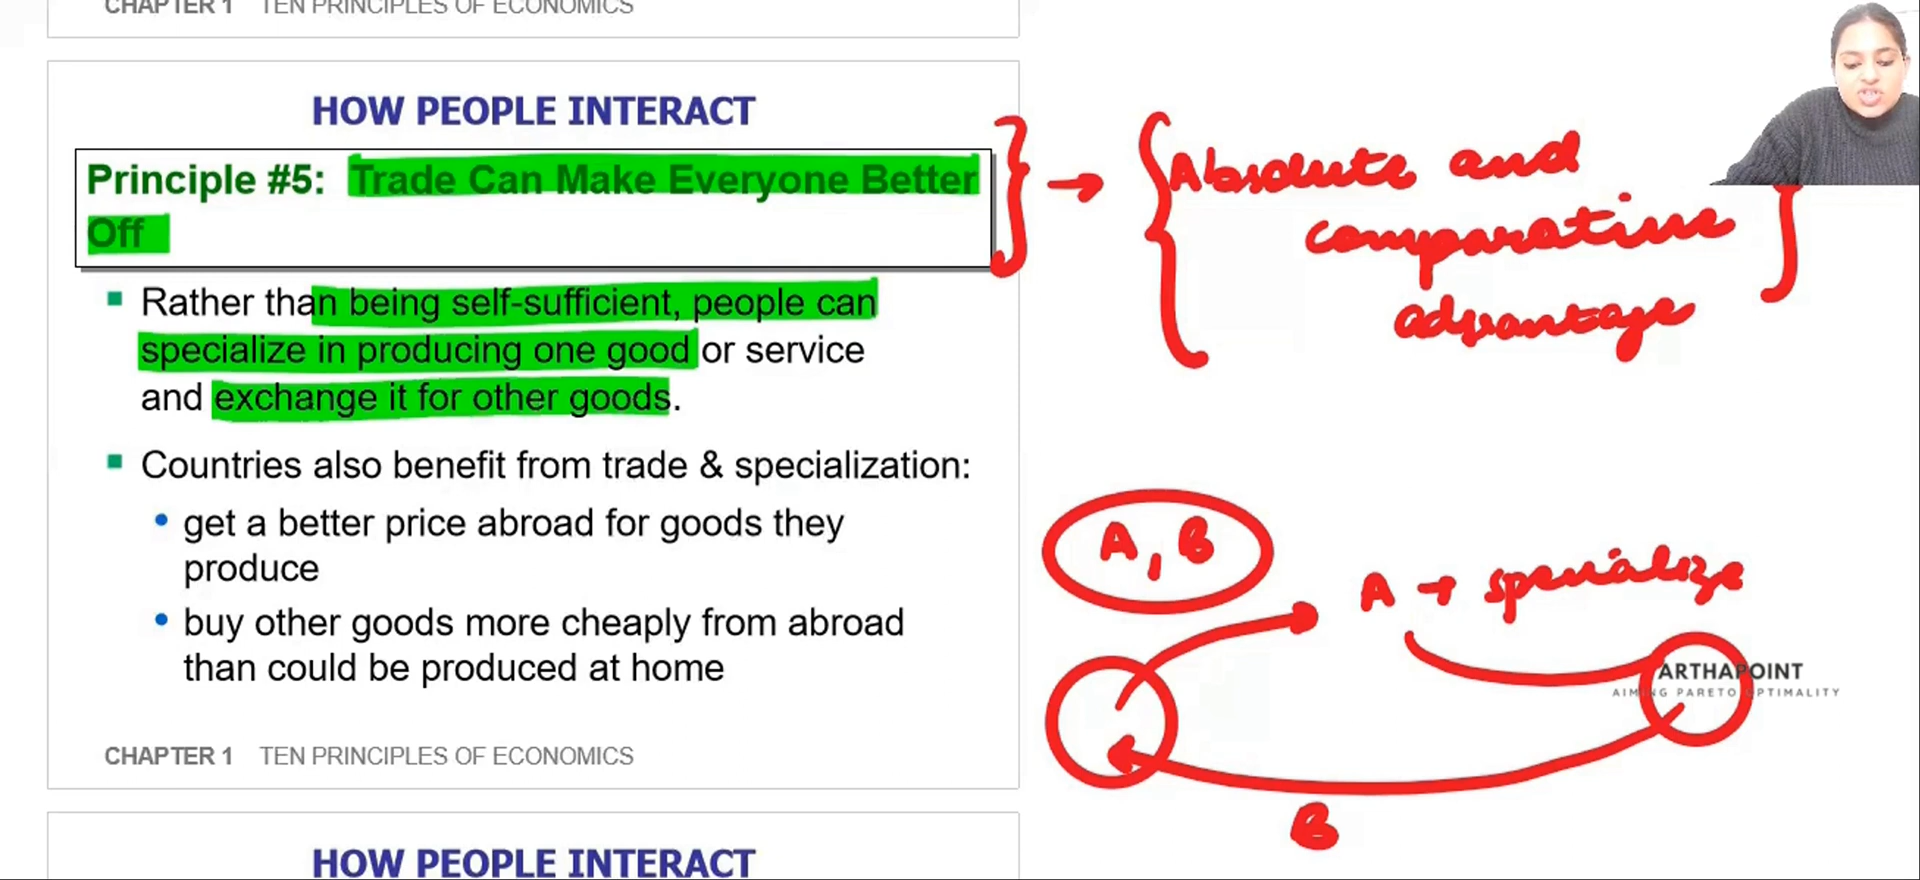 CHAPTER 1 TEN PRINCIPLES OF ECONOMICS
HOW PEOPLE INTERACT
Principle #5: Trade Can Make Everyone Better
Off
Rather than being self-sufficient, people can
specialize in producing one good or service
and exchange it for other goods.
Countries also benefit from trade & specialization:
get a better price abroad for goods they
produce
buy other goods more cheaply from abroad
than could be produced at home
CHAPTER 1 TEN PRINCIPLES OF ECONOMICS
HOW PEOPLE INTERACT
Absolute and
comparative
advantage
A, B
A → specialize
ARTHAPOINT
AIMING PARETO OPTIMALITY
B